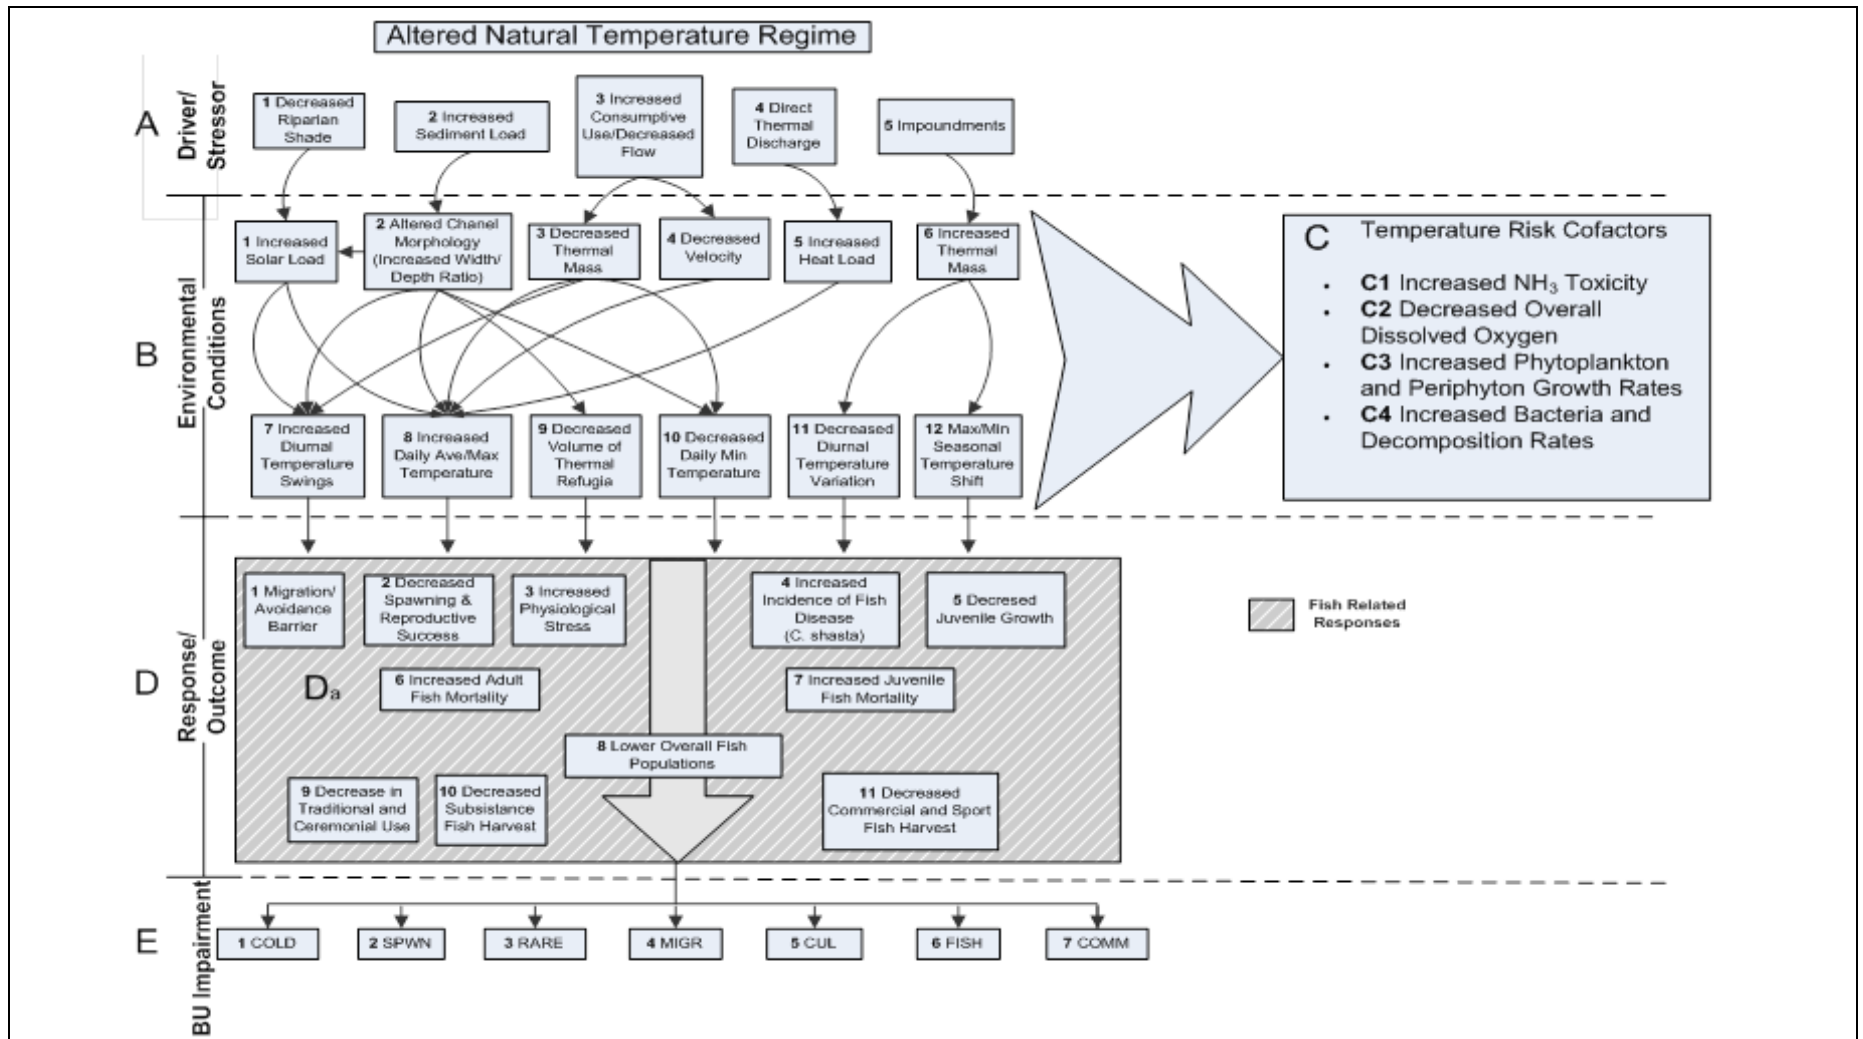 Altered Natural Temperature Regime
A
Driver/
Stressor
1 Decreased
Riparian
Shade
2 Increased
Sediment Load
3 Increased
Consumptive
Use/Decreased
Flow
4 Direct
Thermal
Discharge
5 Impoundments
B
Environmental
Conditions
1 Increased
Solar Load
2 Altered Chanel
Morphology
(Increased Width/
Depth Ratio)
3 Decreased
Thermal
Mass
4 Decreased
Velocity
5 Increased
Heat Load
6 Increased
Thermal
Mass
7 Increased
Diurnal
Temperature
Swings
8 Increased
Daily Ave/Max
Temperature
9 Decreased
Volume of
Thermal
Refugia
10 Decreased
Daily Min
Temperature
11 Decreased
Diurnal
Temperature
Variation
12 Max/Min
Seasonal
Temperature
Shift
C Temperature Risk Cofactors
• C1 Increased NH₃ Toxicity
• C2 Decreased Overall
Dissolved Oxygen
• C3 Increased Phytoplankton
and Periphyton Growth Rates
• C4 Increased Bacteria and
Decomposition Rates
D
Response/
Outcome
1 Migration/
Avoidance
Barrier
2 Decreased
Spawning &
Reproductive
Success
3 Increased
Physiological
Stress
4 Increased
Incidence of Fish
Disease
(C. shasta)
5 Decresed
Juvenile Growth
Da
6 Increased Adult
Fish Mortality
7 Increased Juvenile
Fish Mortality
8 Lower Overall Fish
Populations
9 Decrease in
Traditional and
Ceremonial Use
10 Decreased
Subsistance
Fish Harvest
11 Decreased
Commercial and Sport
Fish Harvest
Fish Related
Responses
E
BU Impairment
1 COLD
2 SPWN
3 RARE
4 MIGR
5 CUL
6 FISH
7 COMM